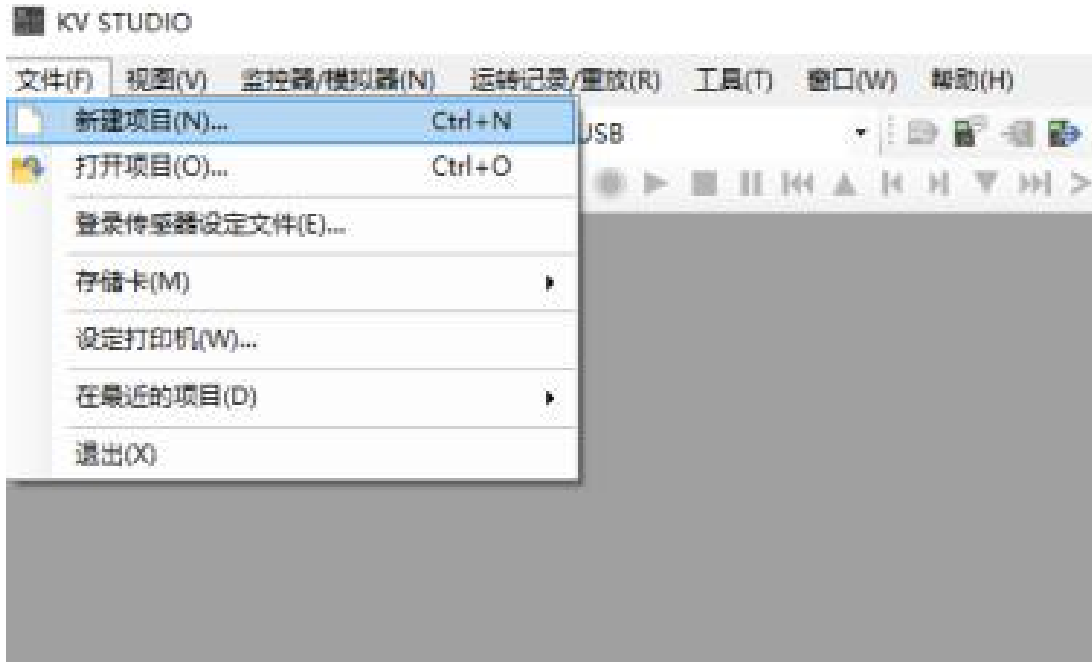 KV STUDIO
文件(F) 视图(V) 监控器/模拟器(N) 运转记录/重放(R) 工具(T) 窗口(W) 帮助(H)
新建项目(N)... Ctrl+N
USB
打开项目(O)... Ctrl+O
登录传感器设定文件(E)...
存储卡(M)
设定打印机(W)...
在最近的项目(D)
退出(X)